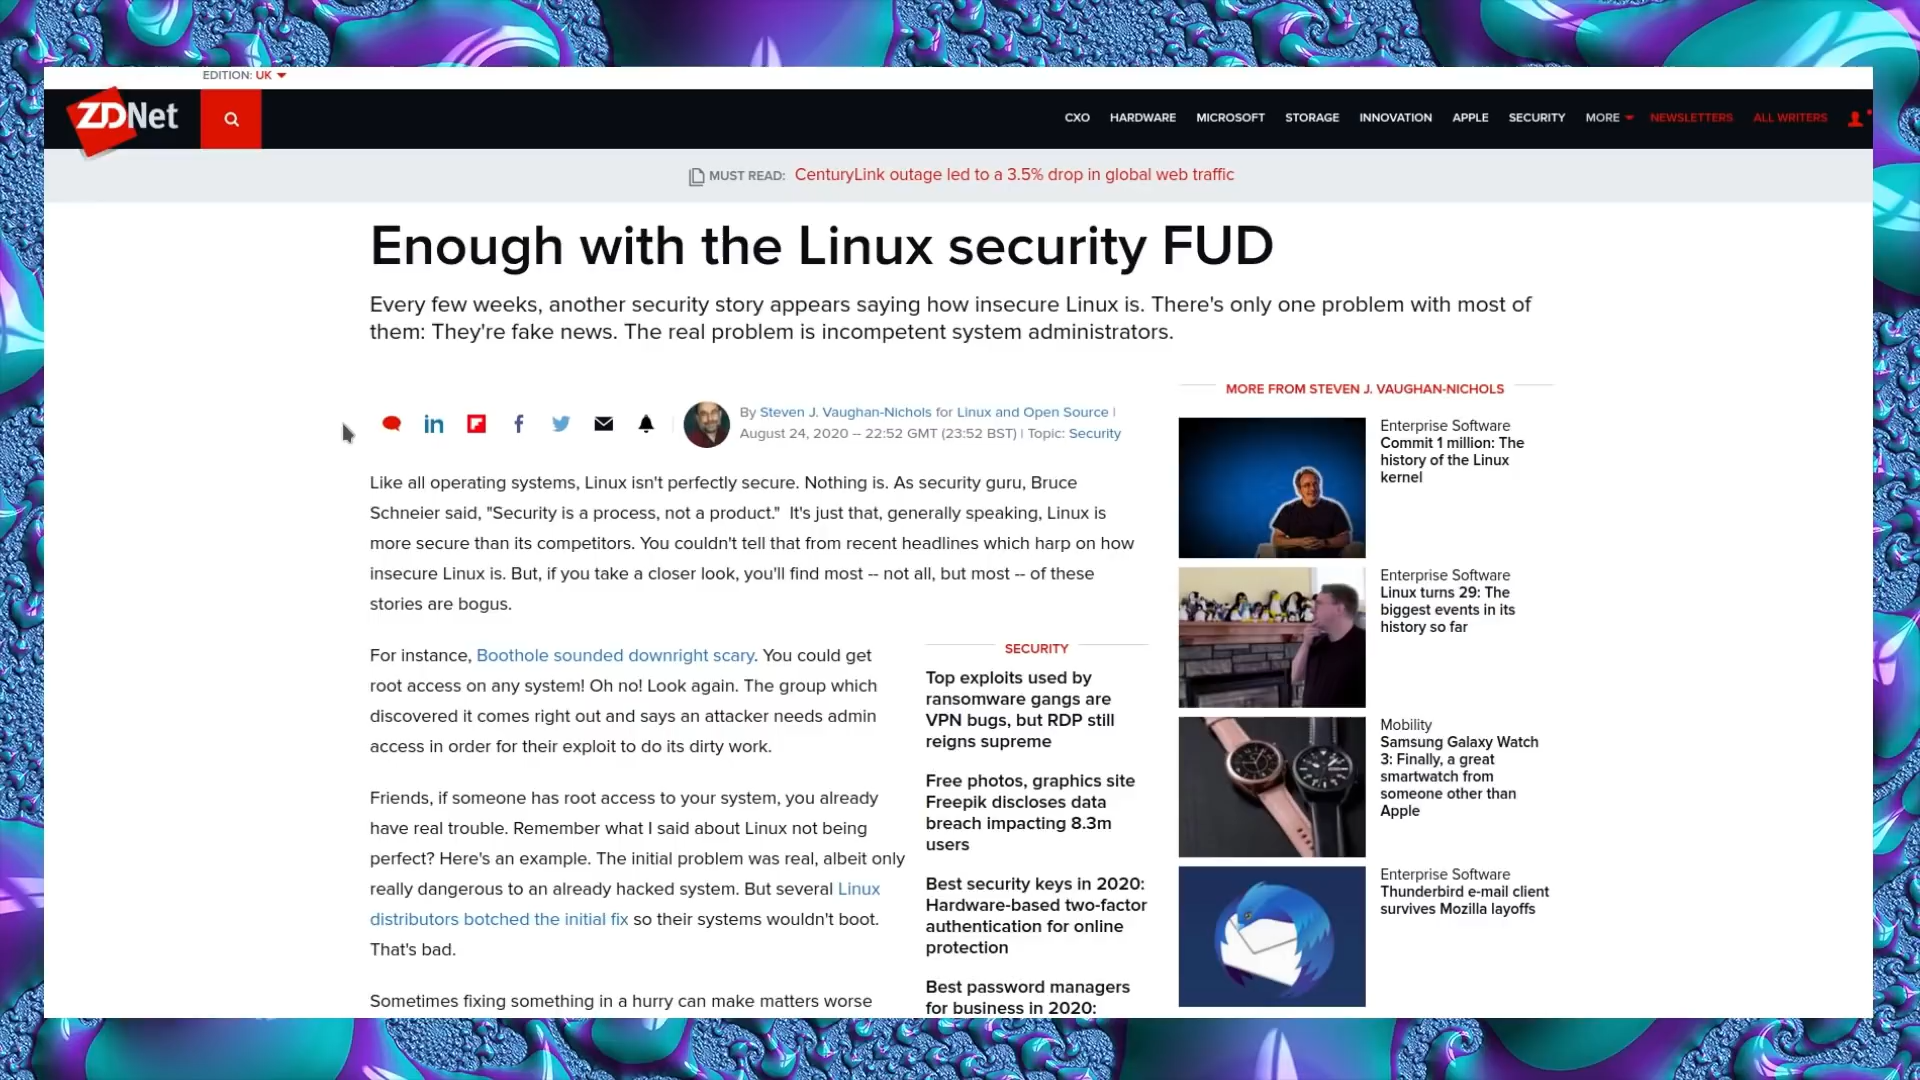 EDITION: UK
ZDNet
CXO HARDWARE MICROSOFT STORAGE INNOVATION APPLE SECURITY MORE NEWSLETTERS ALL WRITERS
MUST READ: CenturyLink outage led to a 3.5% drop in global web traffic
Enough with the Linux security FUD
Every few weeks, another security story appears saying how insecure Linux is. There's only one problem with most of
them: They're fake news. The real problem is incompetent system administrators.
By Steven J. Vaughan-Nichols for Linux and Open Source |
August 24, 2020 -- 22:52 GMT (23:52 BST) | Topic: Security
Like all operating systems, Linux isn't perfectly secure. Nothing is. As security guru, Bruce
Schneier said, "Security is a process, not a product."  It's just that, generally speaking, Linux is
more secure than its competitors. You couldn't tell that from recent headlines which harp on how
insecure Linux is. But, if you take a closer look, you'll find most -- not all, but most -- of these
stories are bogus.
For instance, Boothole sounded downright scary. You could get
root access on any system! Oh no! Look again. The group which
discovered it comes right out and says an attacker needs admin
access in order for their exploit to do its dirty work.
Friends, if someone has root access to your system, you already
have real trouble. Remember what I said about Linux not being
perfect? Here's an example. The initial problem was real, albeit only
really dangerous to an already hacked system. But several Linux
distributors botched the initial fix so their systems wouldn't boot.
That's bad.
Sometimes fixing something in a hurry can make matters worse
SECURITY
Top exploits used by
ransomware gangs are
VPN bugs, but RDP still
reigns supreme
Free photos, graphics site
Freepik discloses data
breach impacting 8.3m
users
Best security keys in 2020:
Hardware-based two-factor
authentication for online
protection
Best password managers
for business in 2020:
MORE FROM STEVEN J. VAUGHAN-NICHOLS
Enterprise Software
Commit 1 million: The
history of the Linux
kernel
Enterprise Software
Linux turns 29: The
biggest events in its
history so far
Mobility
Samsung Galaxy Watch
3: Finally, a great
smartwatch from
someone other than
Apple
Enterprise Software
Thunderbird e-mail client
survives Mozilla layoffs